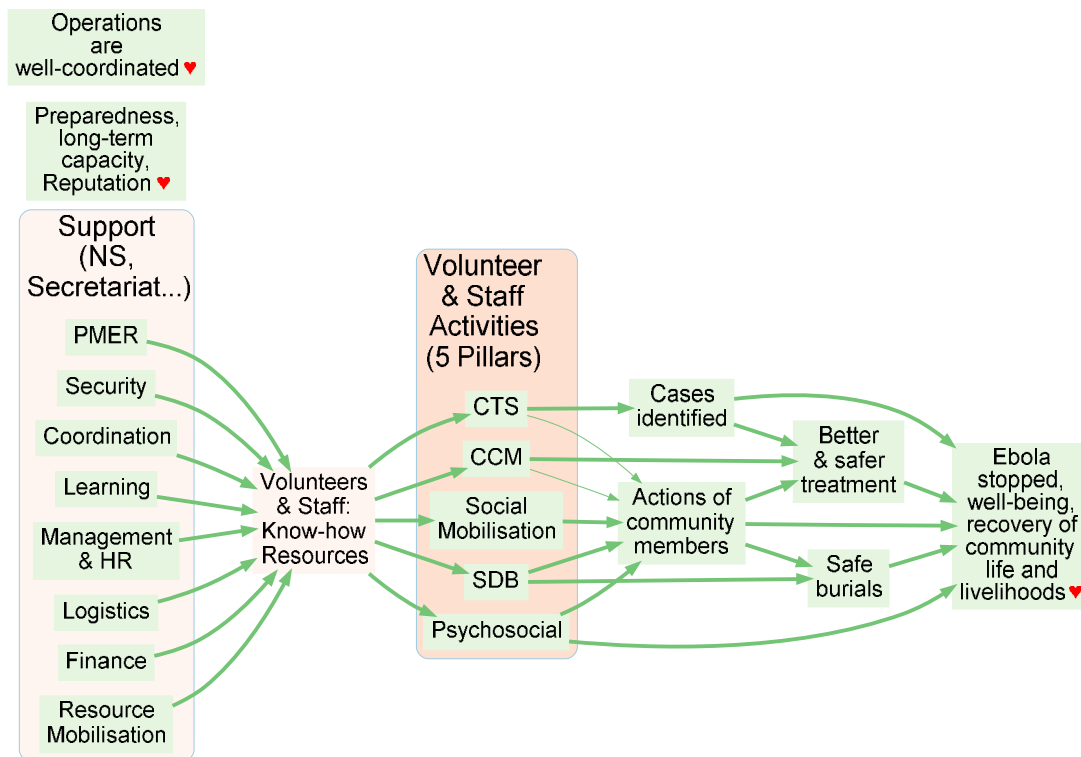 Operations
are
well-coordinated ♥
Preparedness,
long-term
capacity,
Reputation ♥
Support
(NS,
Secretariat...)
PMER
Security
Coordination
Learning
Management
& HR
Logistics
Finance
Resource
Mobilisation
Volunteers
& Staff:
Know-how
Resources
Volunteer
& Staff
Activities
(5 Pillars)
CTS
CCM
Social
Mobilisation
SDB
Psychosocial
Cases
identified
Actions of
community
members
Better
& safer
treatment
Safe
burials
Ebola
stopped,
well-being,
recovery of
community
life and
livelihoods ♥